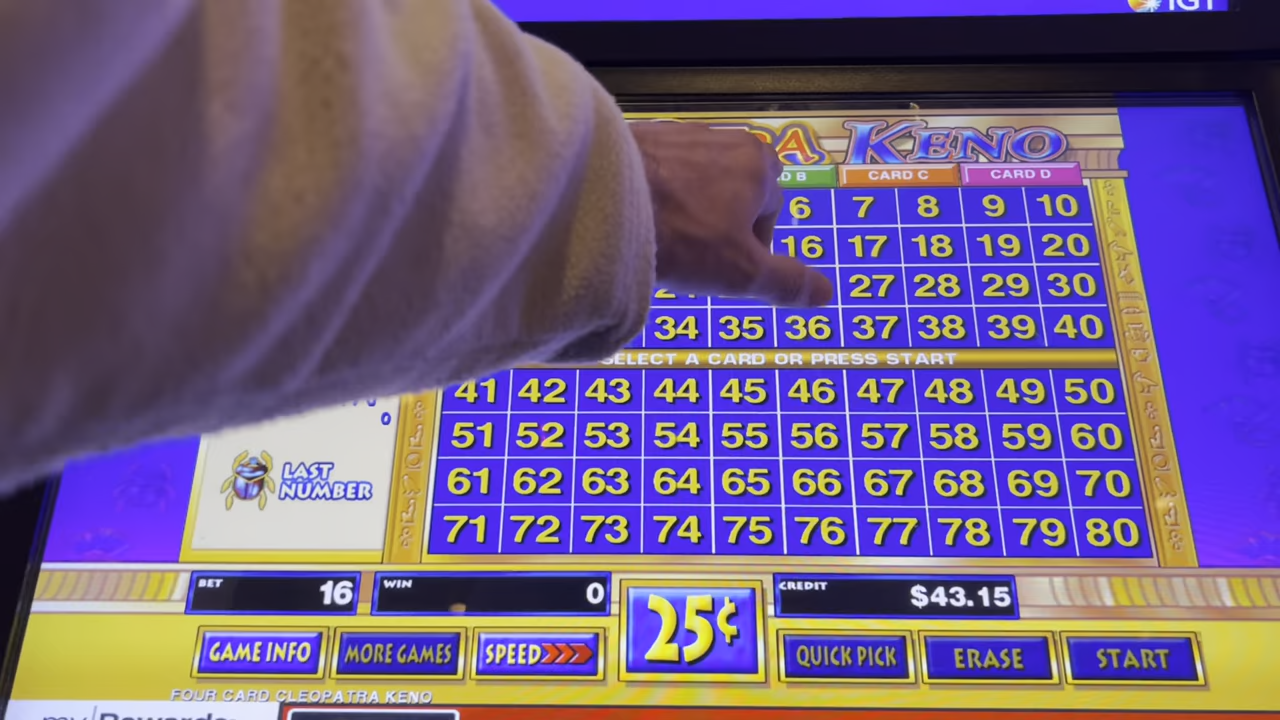 IGT
RA KENO
D B CARD C CARD D
6 7 8 9 10
16 17 18 19 20
27 28 29 30
34 35 36 37 38 39 40
SELECT A CARD OR PRESS START
41 42 43 44 45 46 47 48 49 50
51 52 53 54 55 56 57 58 59 60
61 62 63 64 65 66 67 68 69 70
71 72 73 74 75 76 77 78 79 80
0
LAST
NUMBER
BET 16 WIN 0 25¢ CREDIT $43.15
GAME INFO MORE GAMES SPEED QUICK PICK ERASE START
FOUR CARD CLEOPATRA KENO
my|Rewards